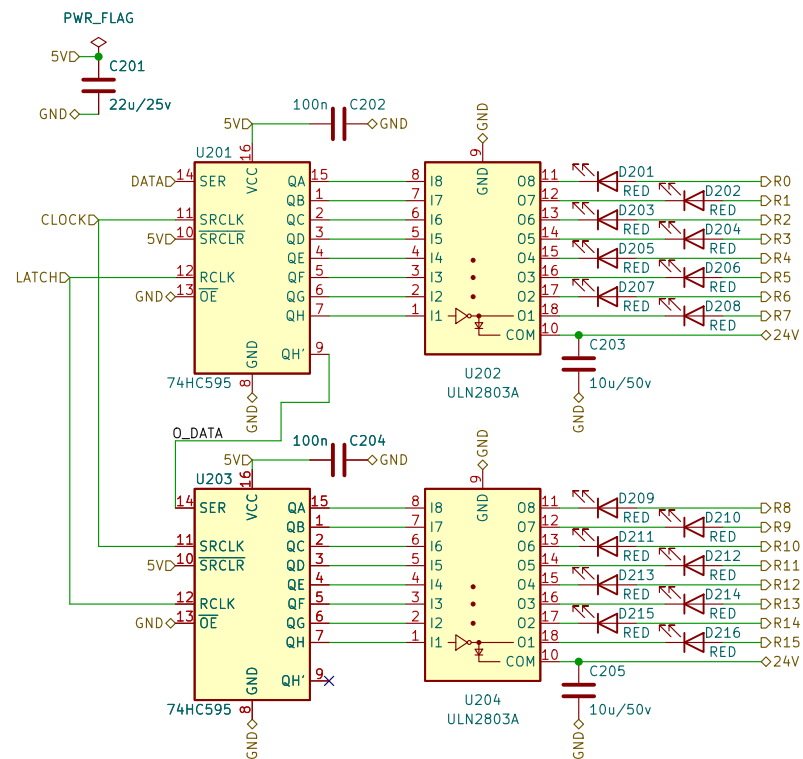 PWR_FLAG
5V
C201
22u/25v
GND
100n C202
5V GND
GND
U201
16
VCC
9
GND
DATA 14 SER QA 15 8 I8 O8 11 D201 RED R0
QB 1 7 I7 O7 12 D202 RED R1
CLOCK 11 SRCLK QC 2 6 I6 O6 13 D203 RED R2
5V 10 SRCLR QD 3 5 I5 O5 14 D204 RED R3
QE 4 4 I4 O4 15 D205 RED R4
LATCH 12 RCLK QF 5 3 I3 O3 16 D206 RED R5
GND 13 OE QG 6 2 I2 O2 17 D207 RED R6
QH 7 1 I1 O1 18 D208 RED R7
COM 10 24V
GND
QH' 9
C203
10u/50v
74HC595
8
GND
U202
ULN2803A
GND
O_DATA
100n C204
5V GND
GND
U203
16
VCC
9
GND
14 SER QA 15 8 I8 O8 11 D209 RED R8
QB 1 7 I7 O7 12 D210 RED R9
11 SRCLK QC 2 6 I6 O6 13 D211 RED R10
5V 10 SRCLR QD 3 5 I5 O5 14 D212 RED R11
QE 4 4 I4 O4 15 D213 RED R12
12 RCLK QF 5 3 I3 O3 16 D214 RED R13
GND 13 OE QG 6 2 I2 O2 17 D215 RED R14
QH 7 1 I1 O1 18 D216 RED R15
COM 10 24V
GND
QH' 9
C205
10u/50v
74HC595
8
GND
U204
ULN2803A
GND